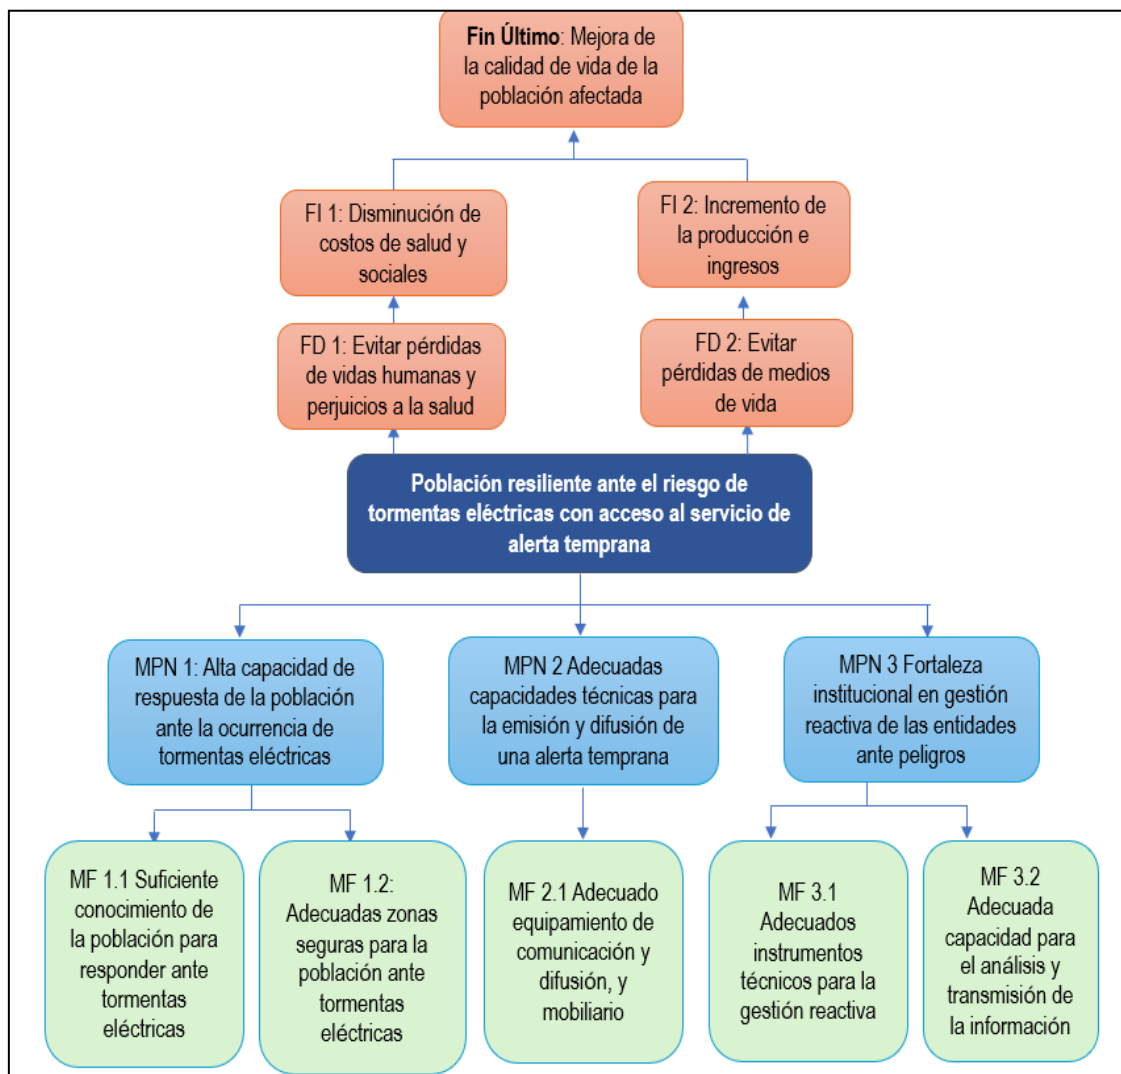 Fin Último: Mejora de
la calidad de vida de la
población afectada
FI 1: Disminución de
costos de salud y
sociales
FI 2: Incremento de
la producción e
ingresos
FD 1: Evitar pérdidas
de vidas humanas y
perjuicios a la salud
FD 2: Evitar
pérdidas de medios
de vida
Población resiliente ante el riesgo de
tormentas eléctricas con acceso al servicio de
alerta temprana
MPN 1: Alta capacidad de
respuesta de la población
ante la ocurrencia de
tormentas eléctricas
MPN 2 Adecuadas
capacidades técnicas para
la emisión y difusión de
una alerta temprana
MPN 3 Fortaleza
institucional en gestión
reactiva de las entidades
ante peligros
MF 1.1 Suficiente
conocimiento de
la población para
responder ante
tormentas
eléctricas
MF 1.2:
Adecuadas zonas
seguras para la
población ante
tormentas
eléctricas
MF 2.1 Adecuado
equipamiento de
comunicación y
difusión, y
mobiliario
MF 3.1
Adecuados
instrumentos
técnicos para la
gestión reactiva
MF 3.2
Adecuada
capacidad para
el análisis y
transmisión de
la información